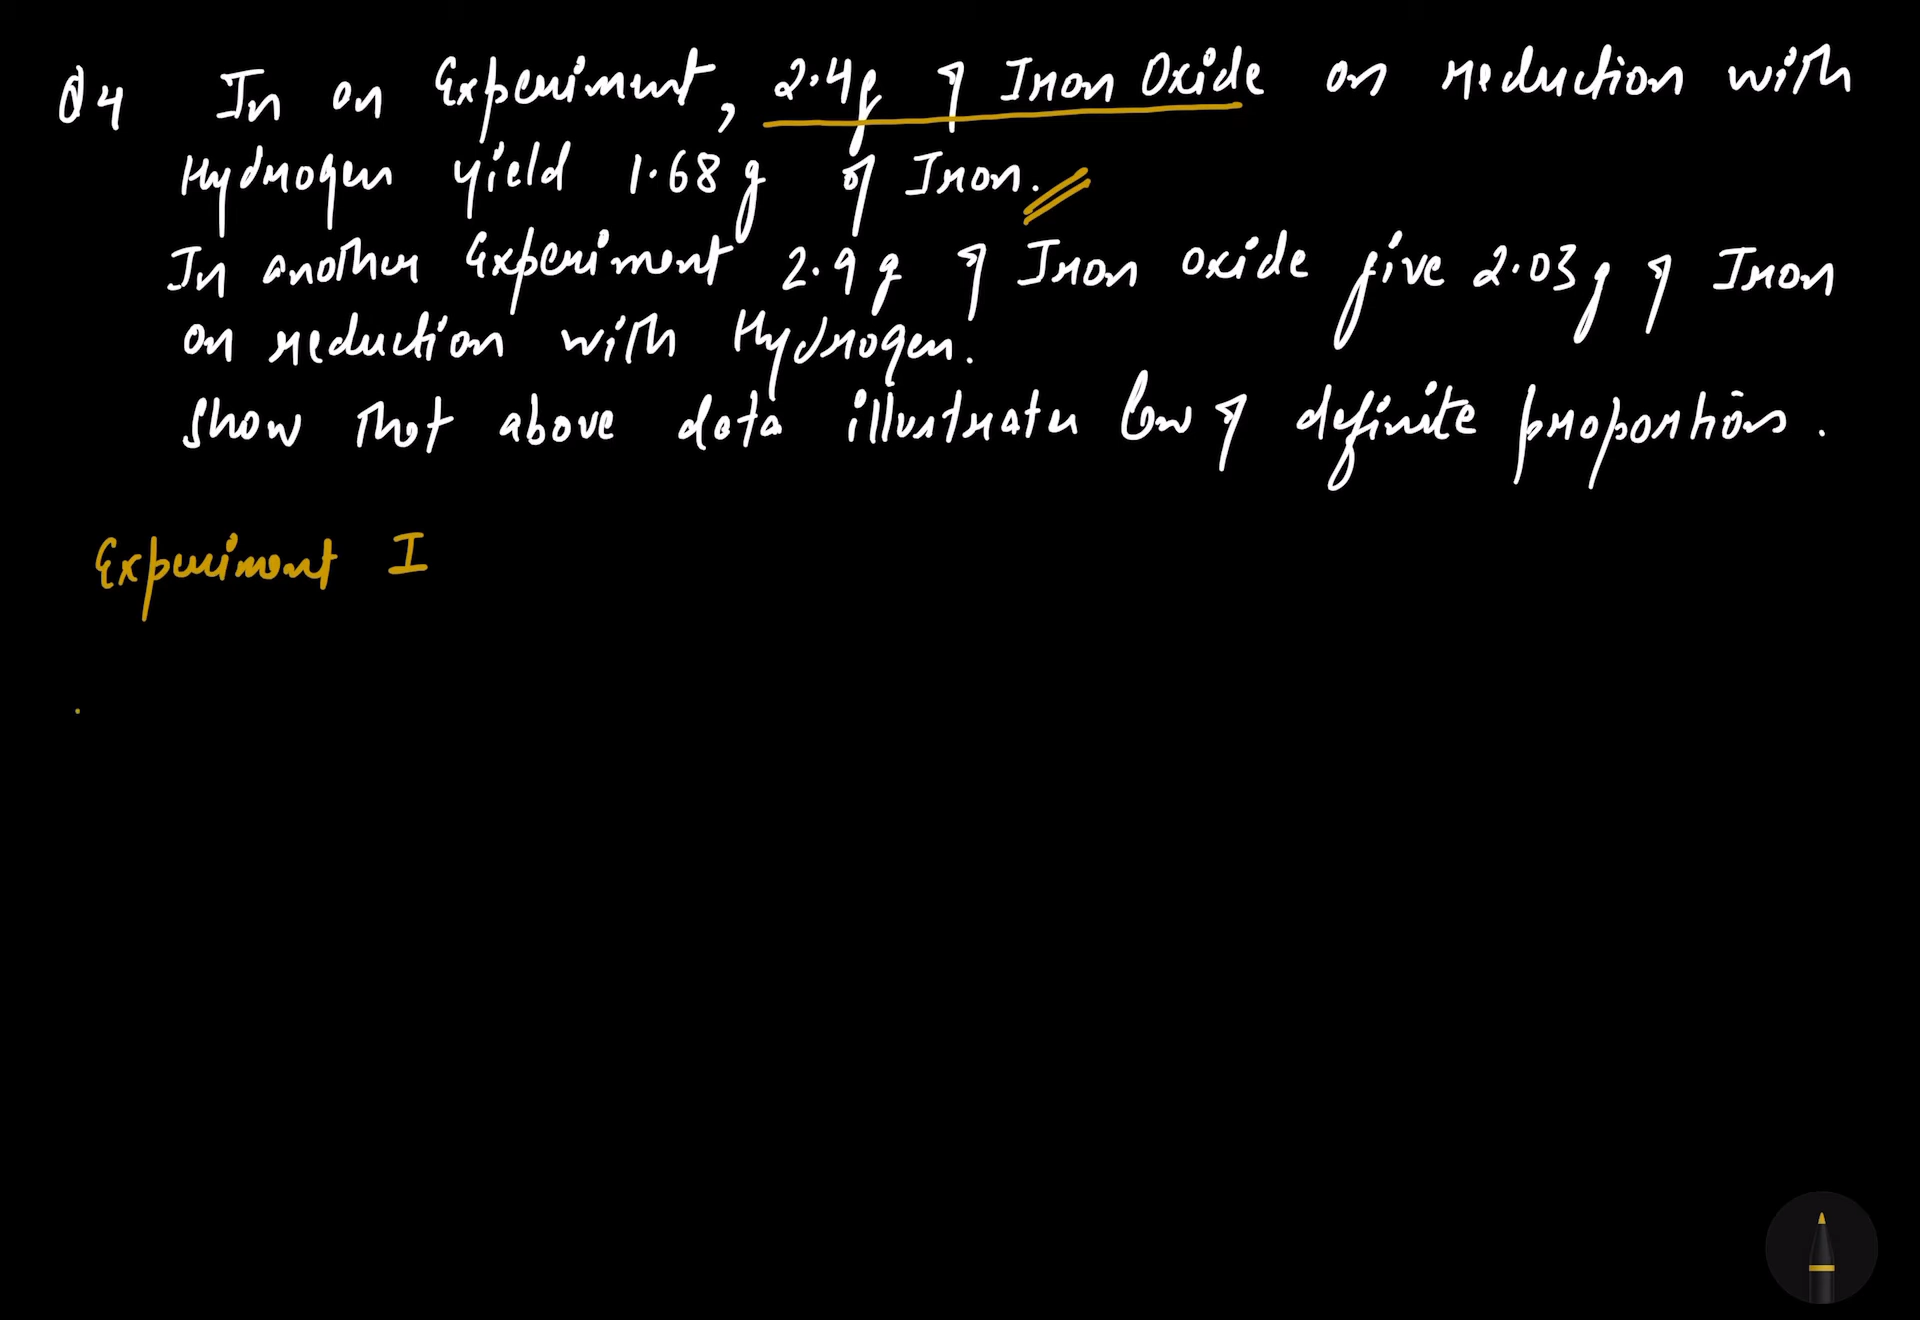 Q4 In an Experiment, 2.4g of Iron Oxide on reduction with
Hydrogen yield 1.68 g of Iron.
In another Experiment 2.9 g of Iron oxide give 2.03 g of Iron
on reduction with Hydrogen.
Show that above data illustrates law of definite proportions.
Experiment I